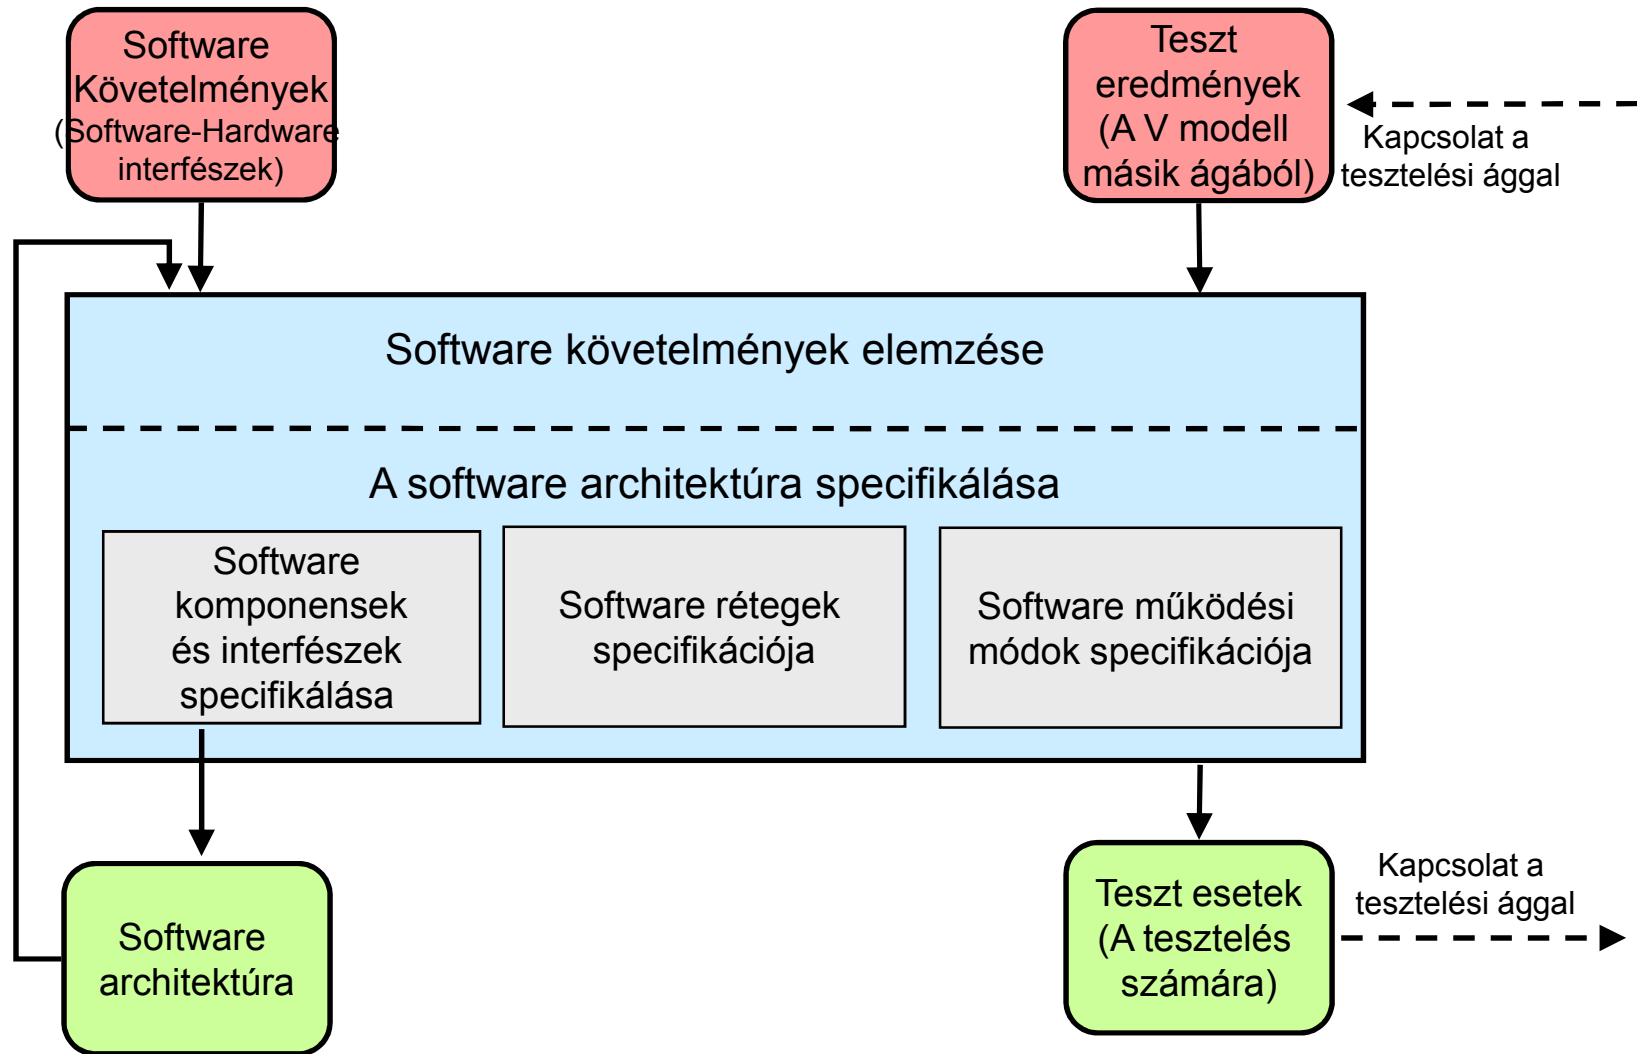 Software
Követelmények
(Software-Hardware
interfészek)
Teszt
eredmények
(A V modell
másik ágából)
Kapcsolat a
tesztelési ággal
Software követelmények elemzése
A software architektúra specifikálása
Software
komponensek
és interfészek
specifikálása
Software rétegek
specifikációja
Software működési
módok specifikációja
Software
architektúra
Teszt esetek
(A tesztelés
számára)
Kapcsolat a
tesztelési ággal